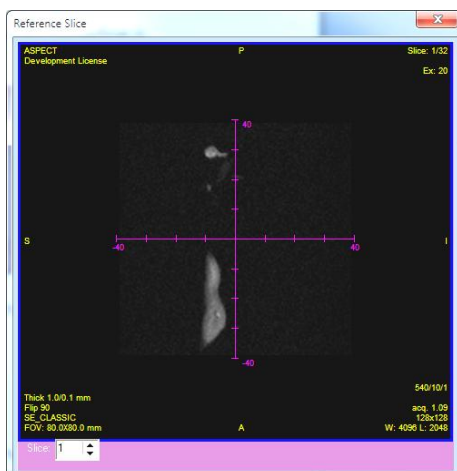 Reference Slice
ASPECT
Development License
P
Slice: 1/32
Ex: 20
40
S
-40
40
I
-40
Thick 1.0/0.1 mm
Flip 90
SE_CLASSIC
FOV: 80.0X80.0 mm
A
540/10/1
acq. 1.09
128x128
W: 4096 L: 2048
Slice: 1